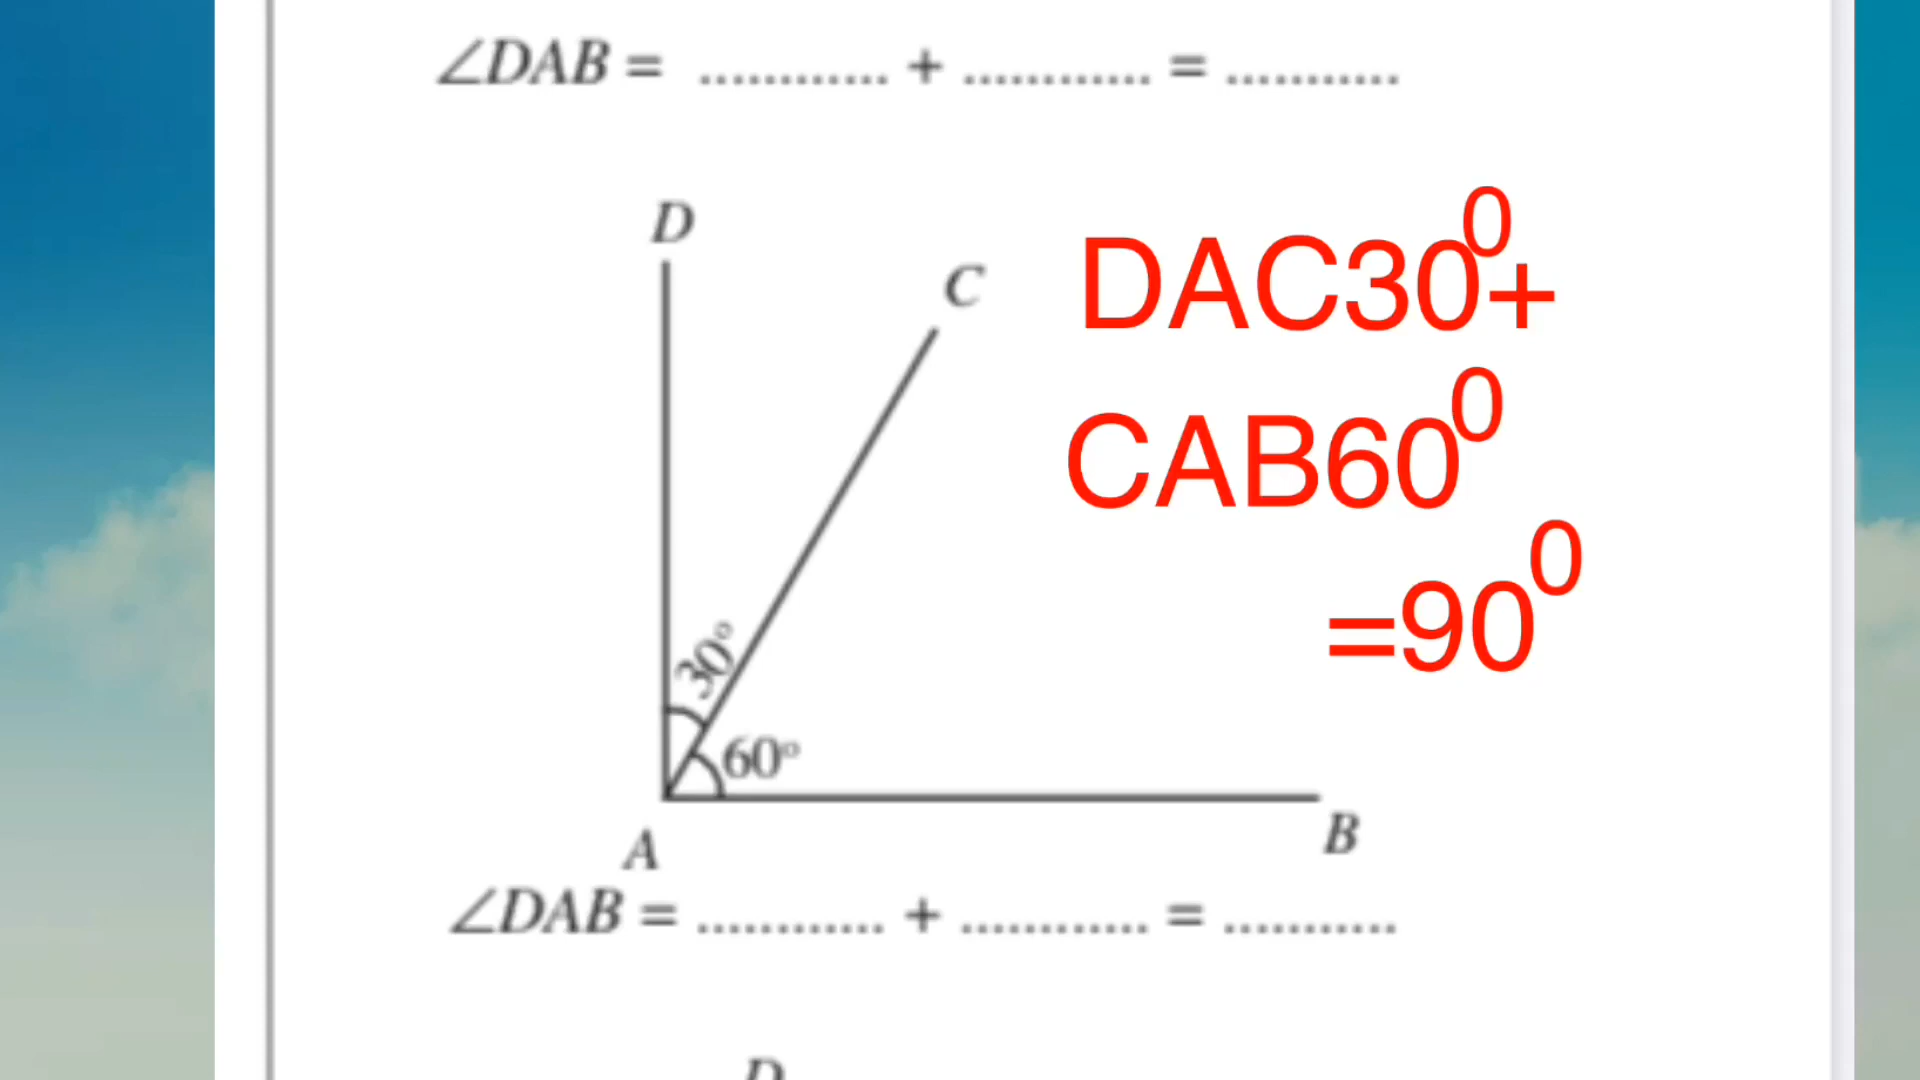 ∠DAB = ............ + ............ = ...........
D
C
DAC30⁰+
CAB60⁰
=90⁰
30°
60°
A
B
∠DAB = ............ + ............ = ...........
D